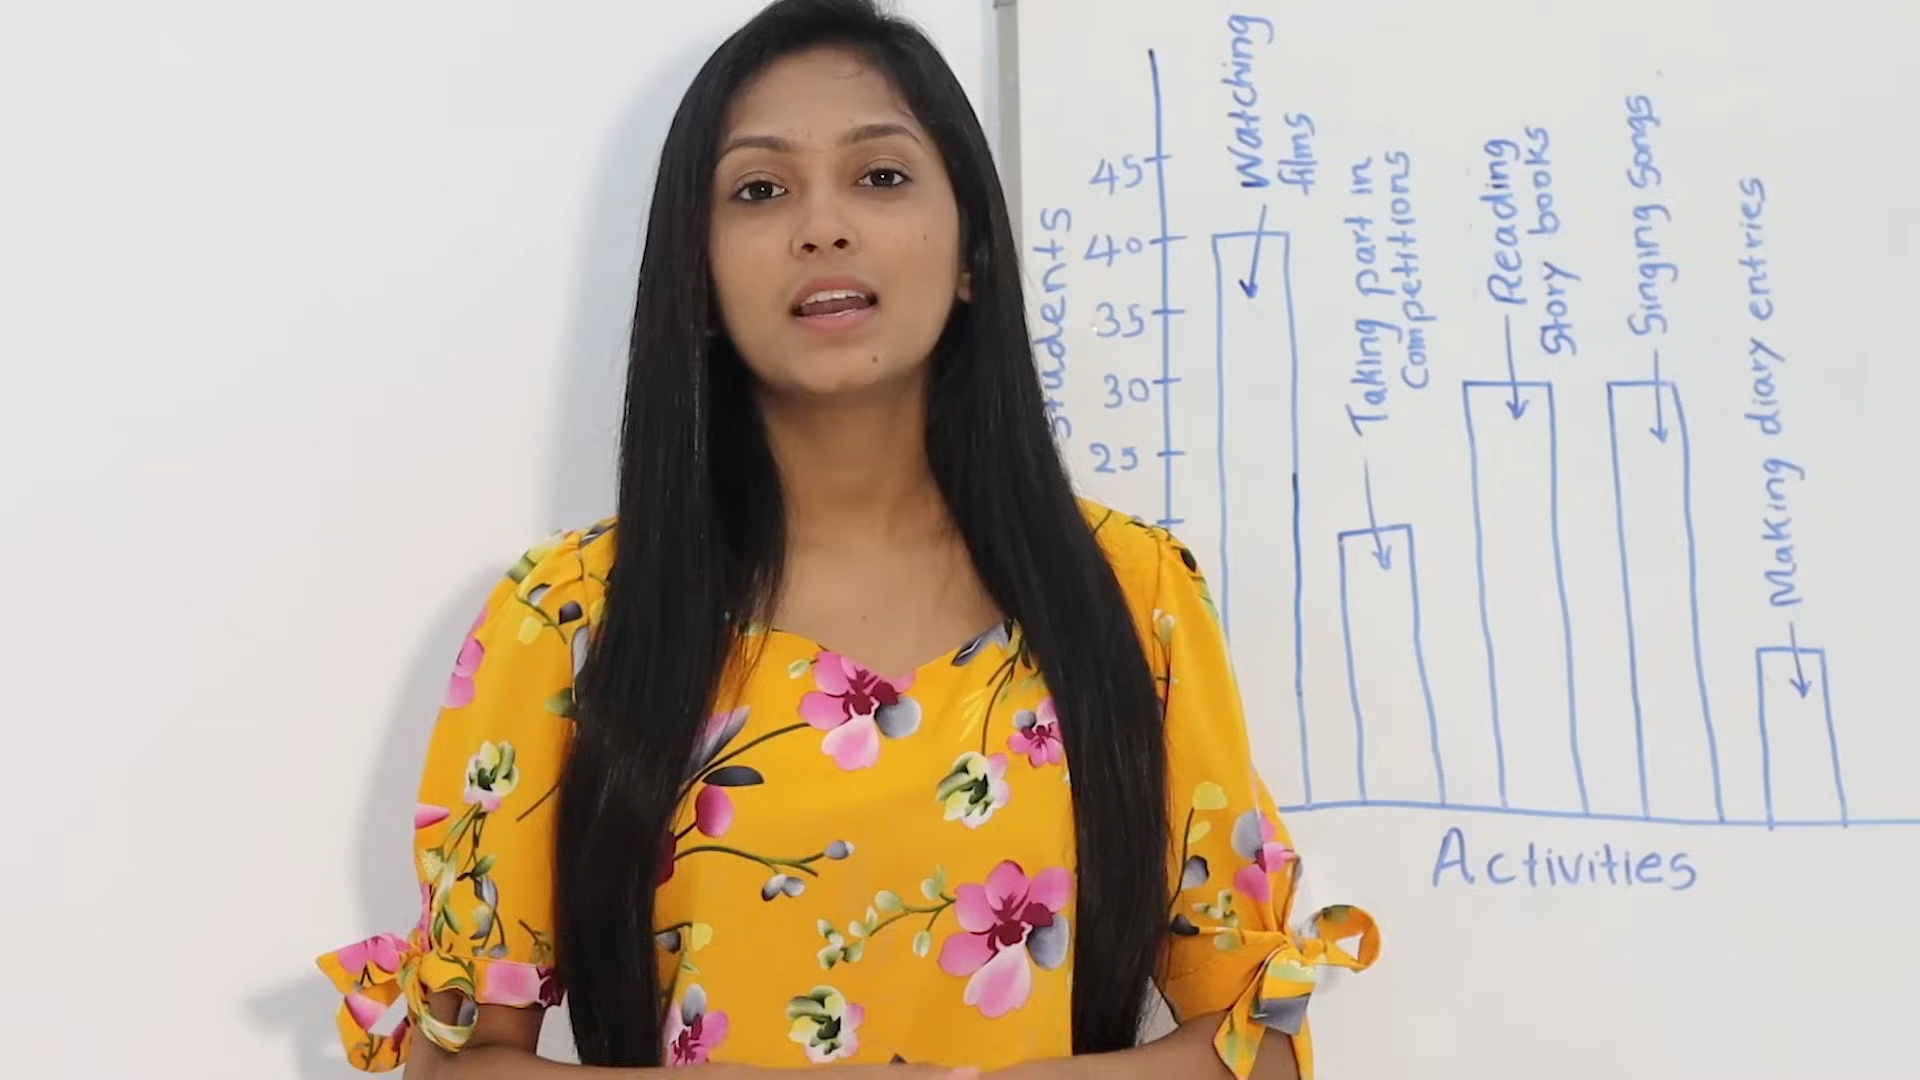 Students
45
40
35
30
25
Watching
films
Taking part in
Competitions
Reading
Story books
Singing songs
Making diary entries
Activities